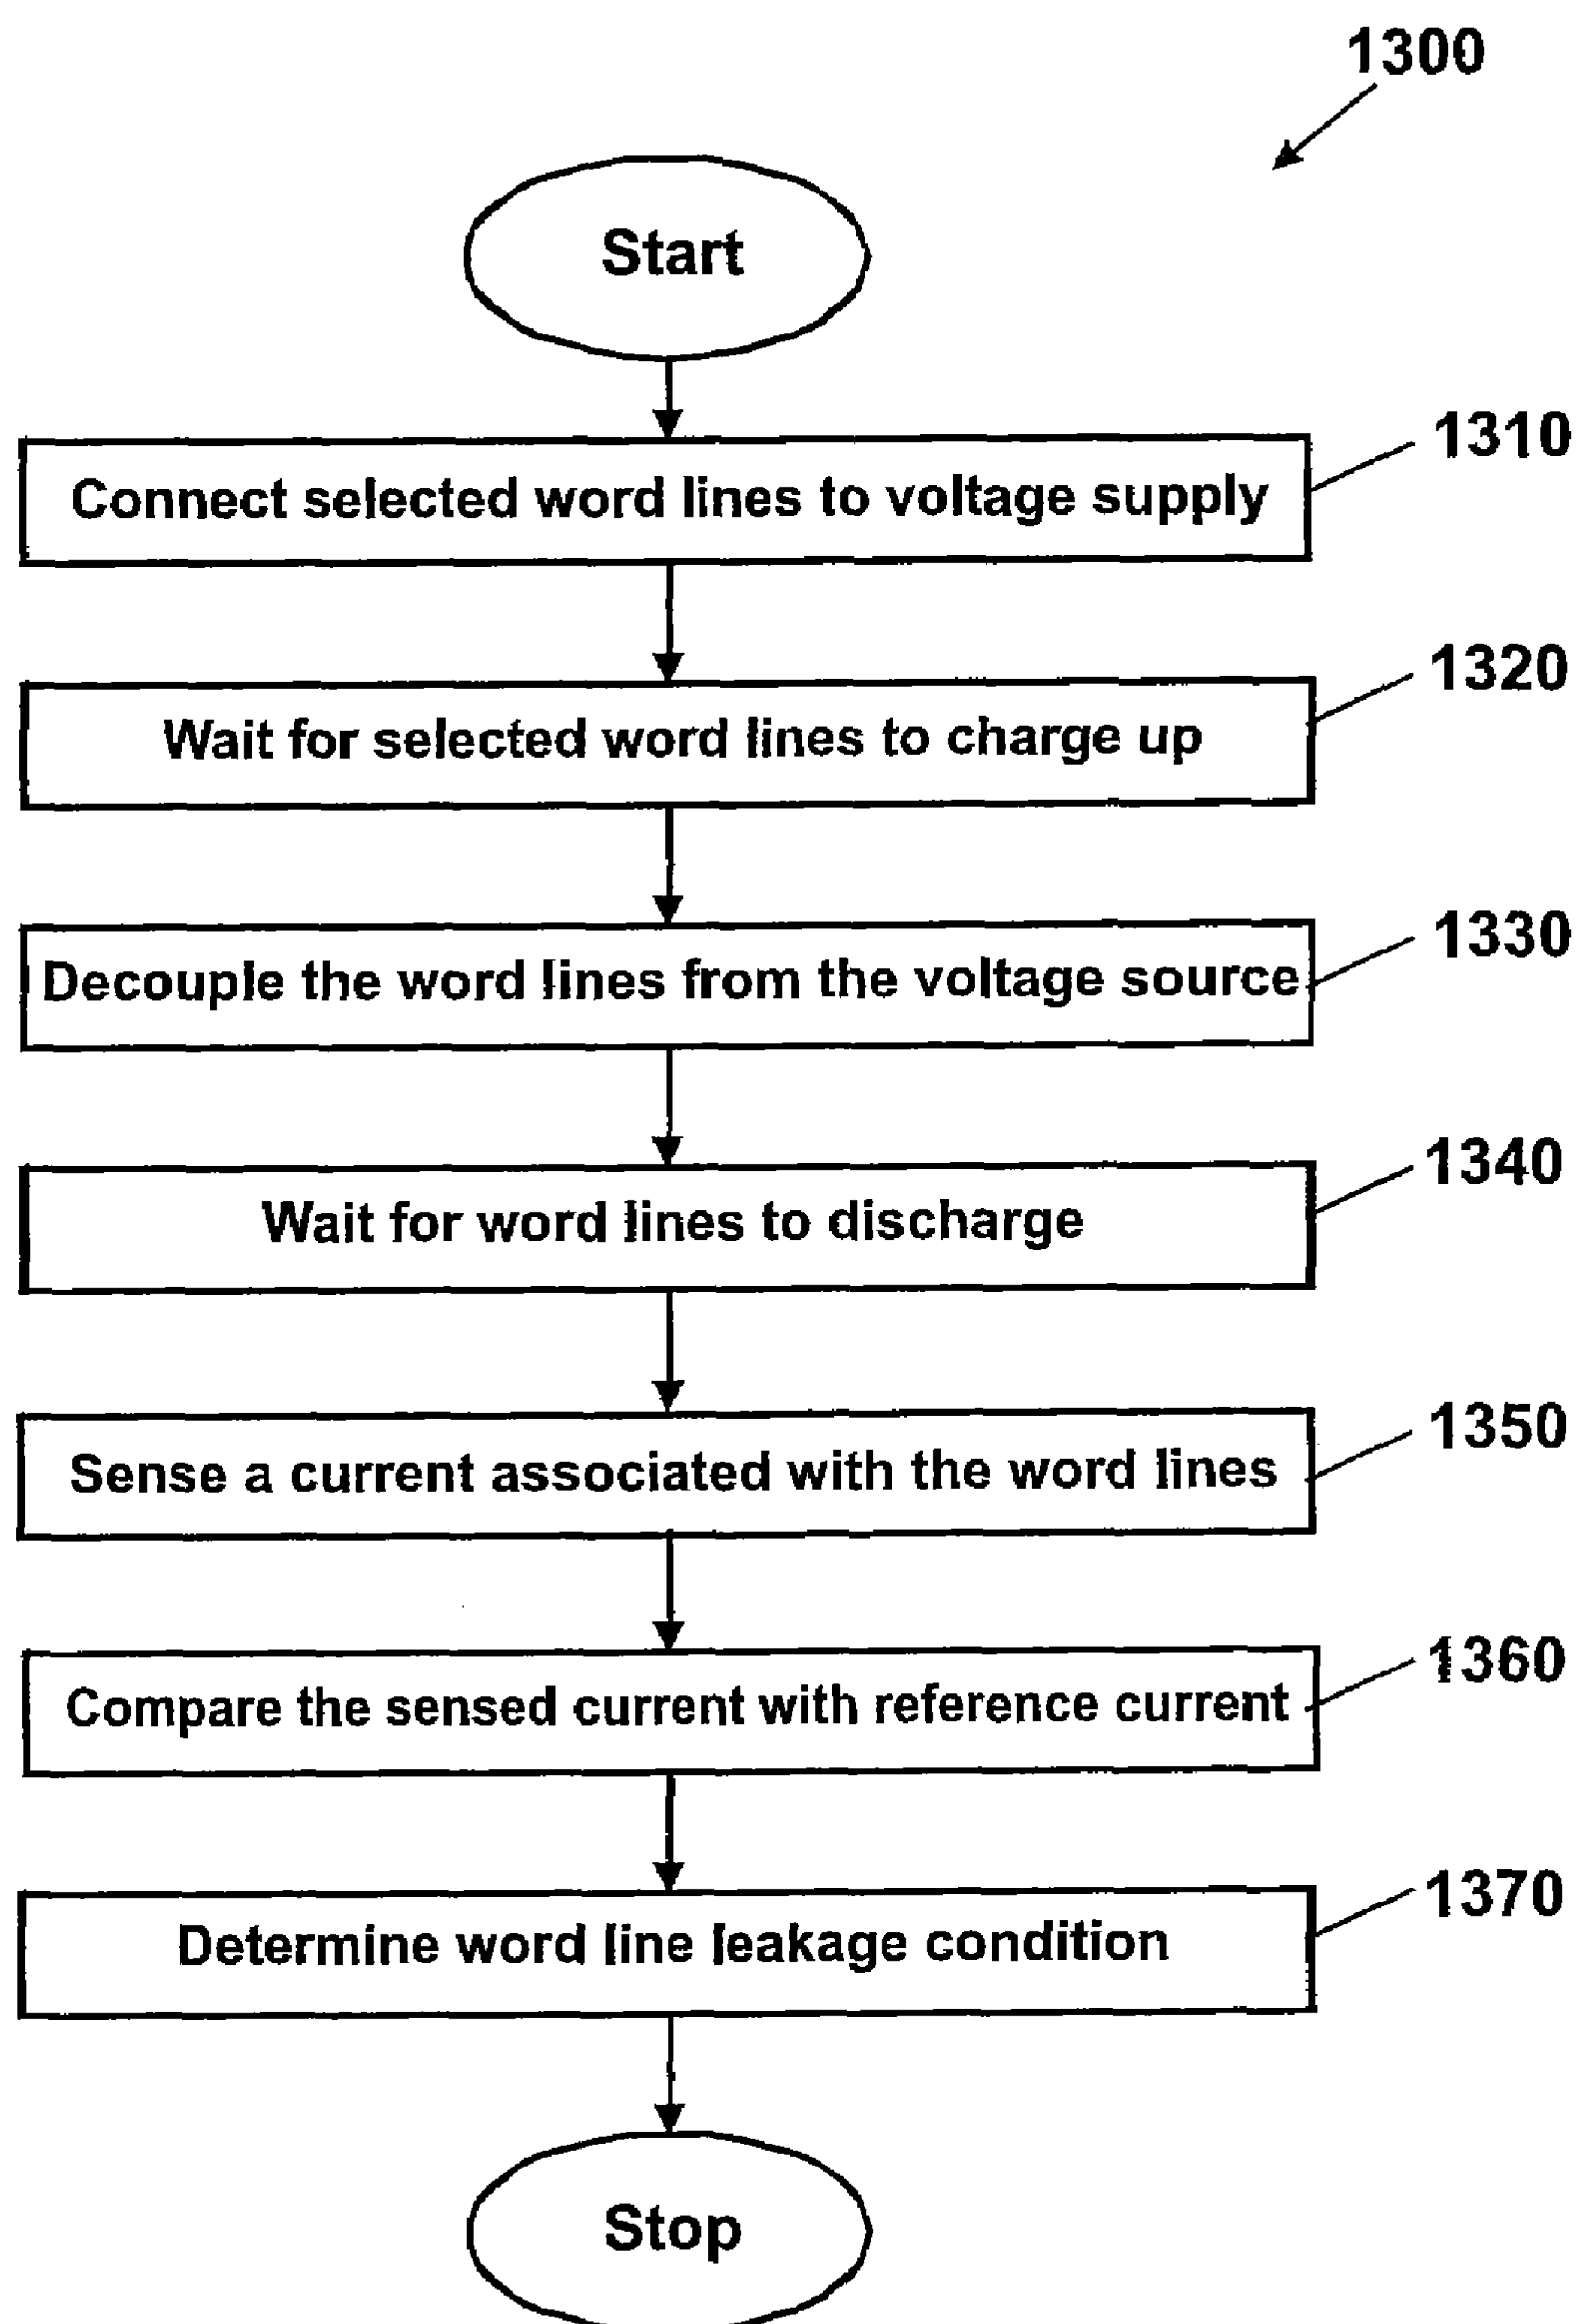 1300
Start
1310
Connect selected word lines to voltage supply
1320
Wait for selected word lines to charge up
1330
Decouple the word lines from the voltage source
1340
Wait for word lines to discharge
1350
Sense a current associated with the word lines
1360
Compare the sensed current with reference current
1370
Determine word line leakage condition
Stop